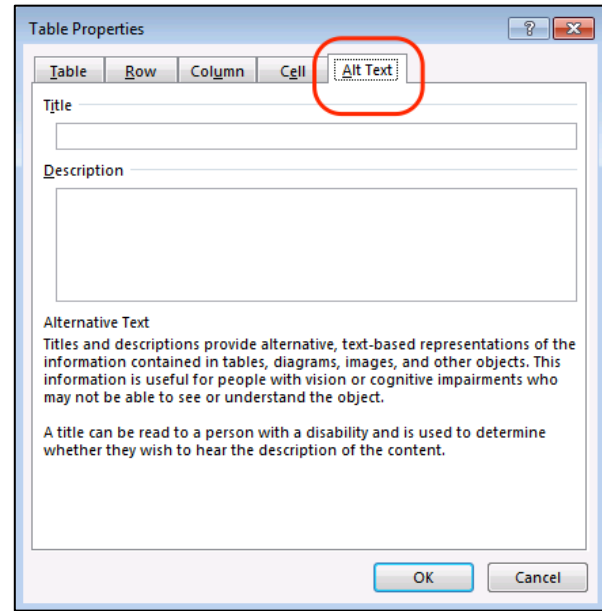 Table Properties
?
Table Row Column Cell Alt Text
Title
Description
Alternative Text
Titles and descriptions provide alternative, text-based representations of the
information contained in tables, diagrams, images, and other objects. This
information is useful for people with vision or cognitive impairments who
may not be able to see or understand the object.
A title can be read to a person with a disability and is used to determine
whether they wish to hear the description of the content.
OK Cancel